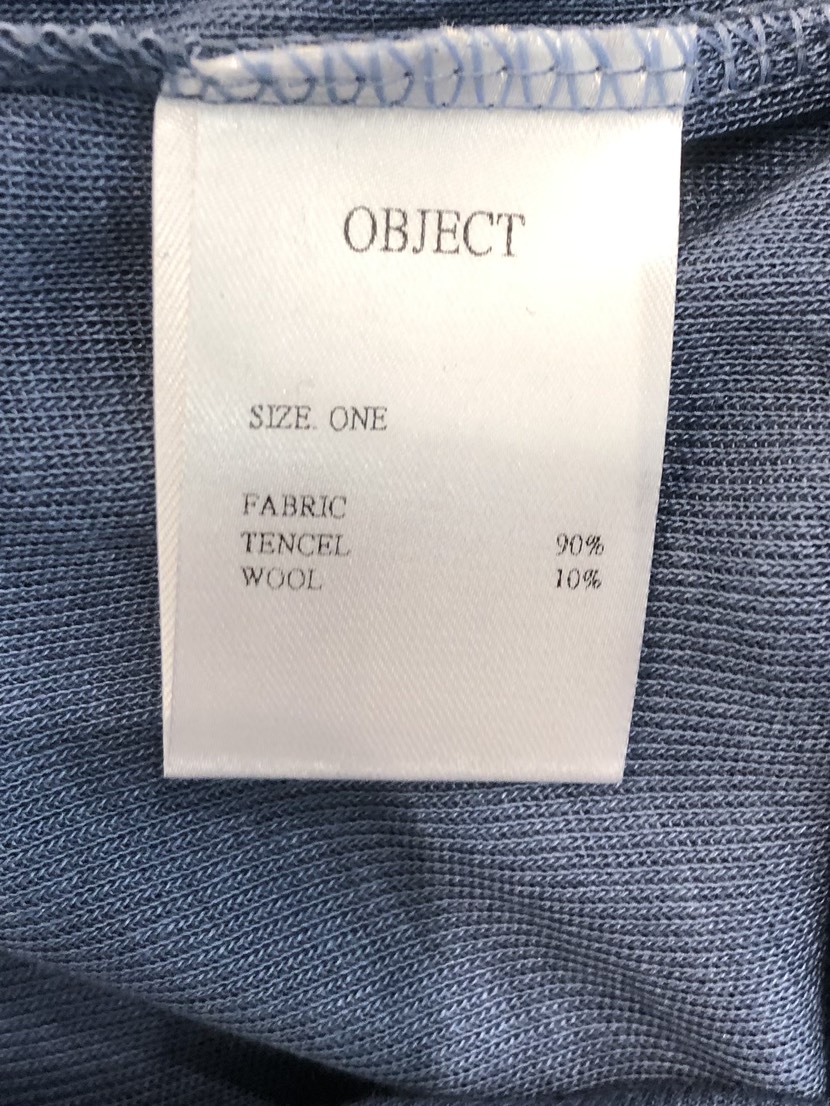 OBJECT
SIZE. ONE
FABRIC
TENCEL 90%
WOOL 10%